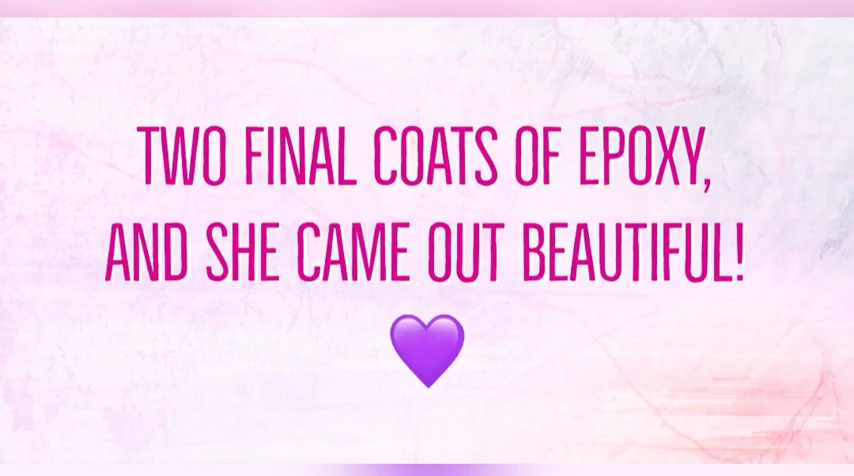 TWO FINAL COATS OF EPOXY,
AND SHE CAME OUT BEAUTIFUL!
💜